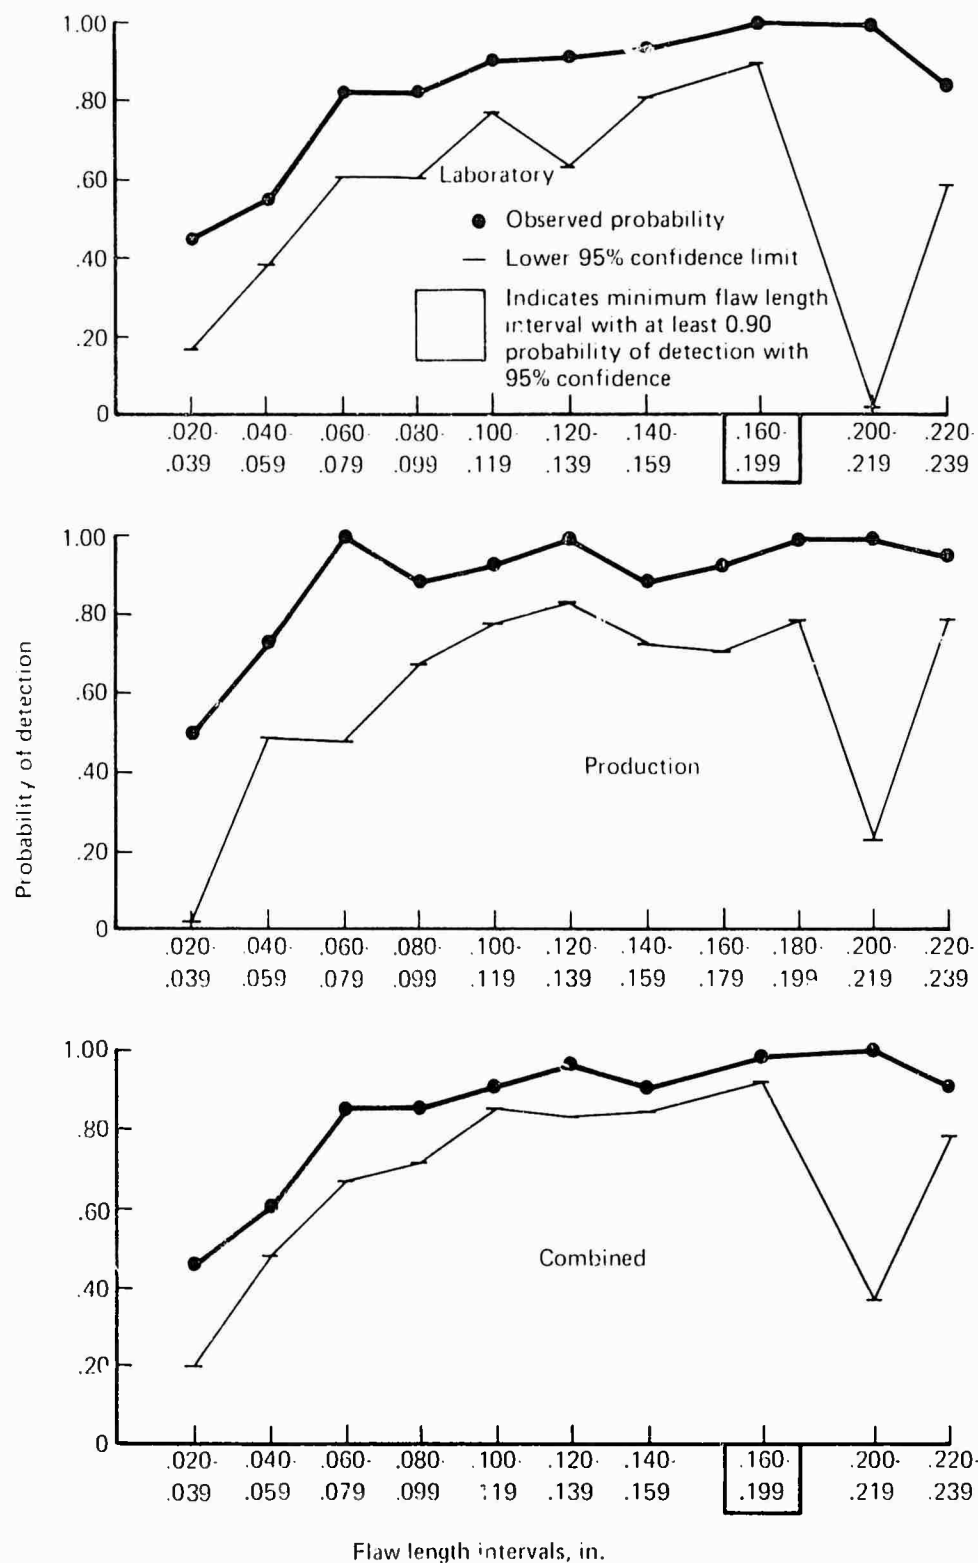 1.00
.80
.60
.40
.20
0
Laboratory
Observed probability
Lower 95% confidence limit
Indicates minimum flaw length
interval with at least 0.90
probability of detection with
95% confidence
.020- .040- .060- .080- .100- .120- .140- .160- .200- .220-
.039 .059 .079 .099 .119 .139 .159 .199 .219 .239
Probability of detection
1.00
.80
.60
.40
.20
0
Production
.020- .040- .060- .080- .100- .120- .140- .160- .180- .200- .220-
.039 .059 .079 .099 .119 .139 .159 .179 .199 .219 .239
1.00
.80
.60
.40
.20
0
Combined
.020- .040- .060- .080- .100- .120- .140- .160- .200- .220-
.039 .059 .079 .099 .119 .139 .159 .199 .219 .239
Flaw length intervals, in.